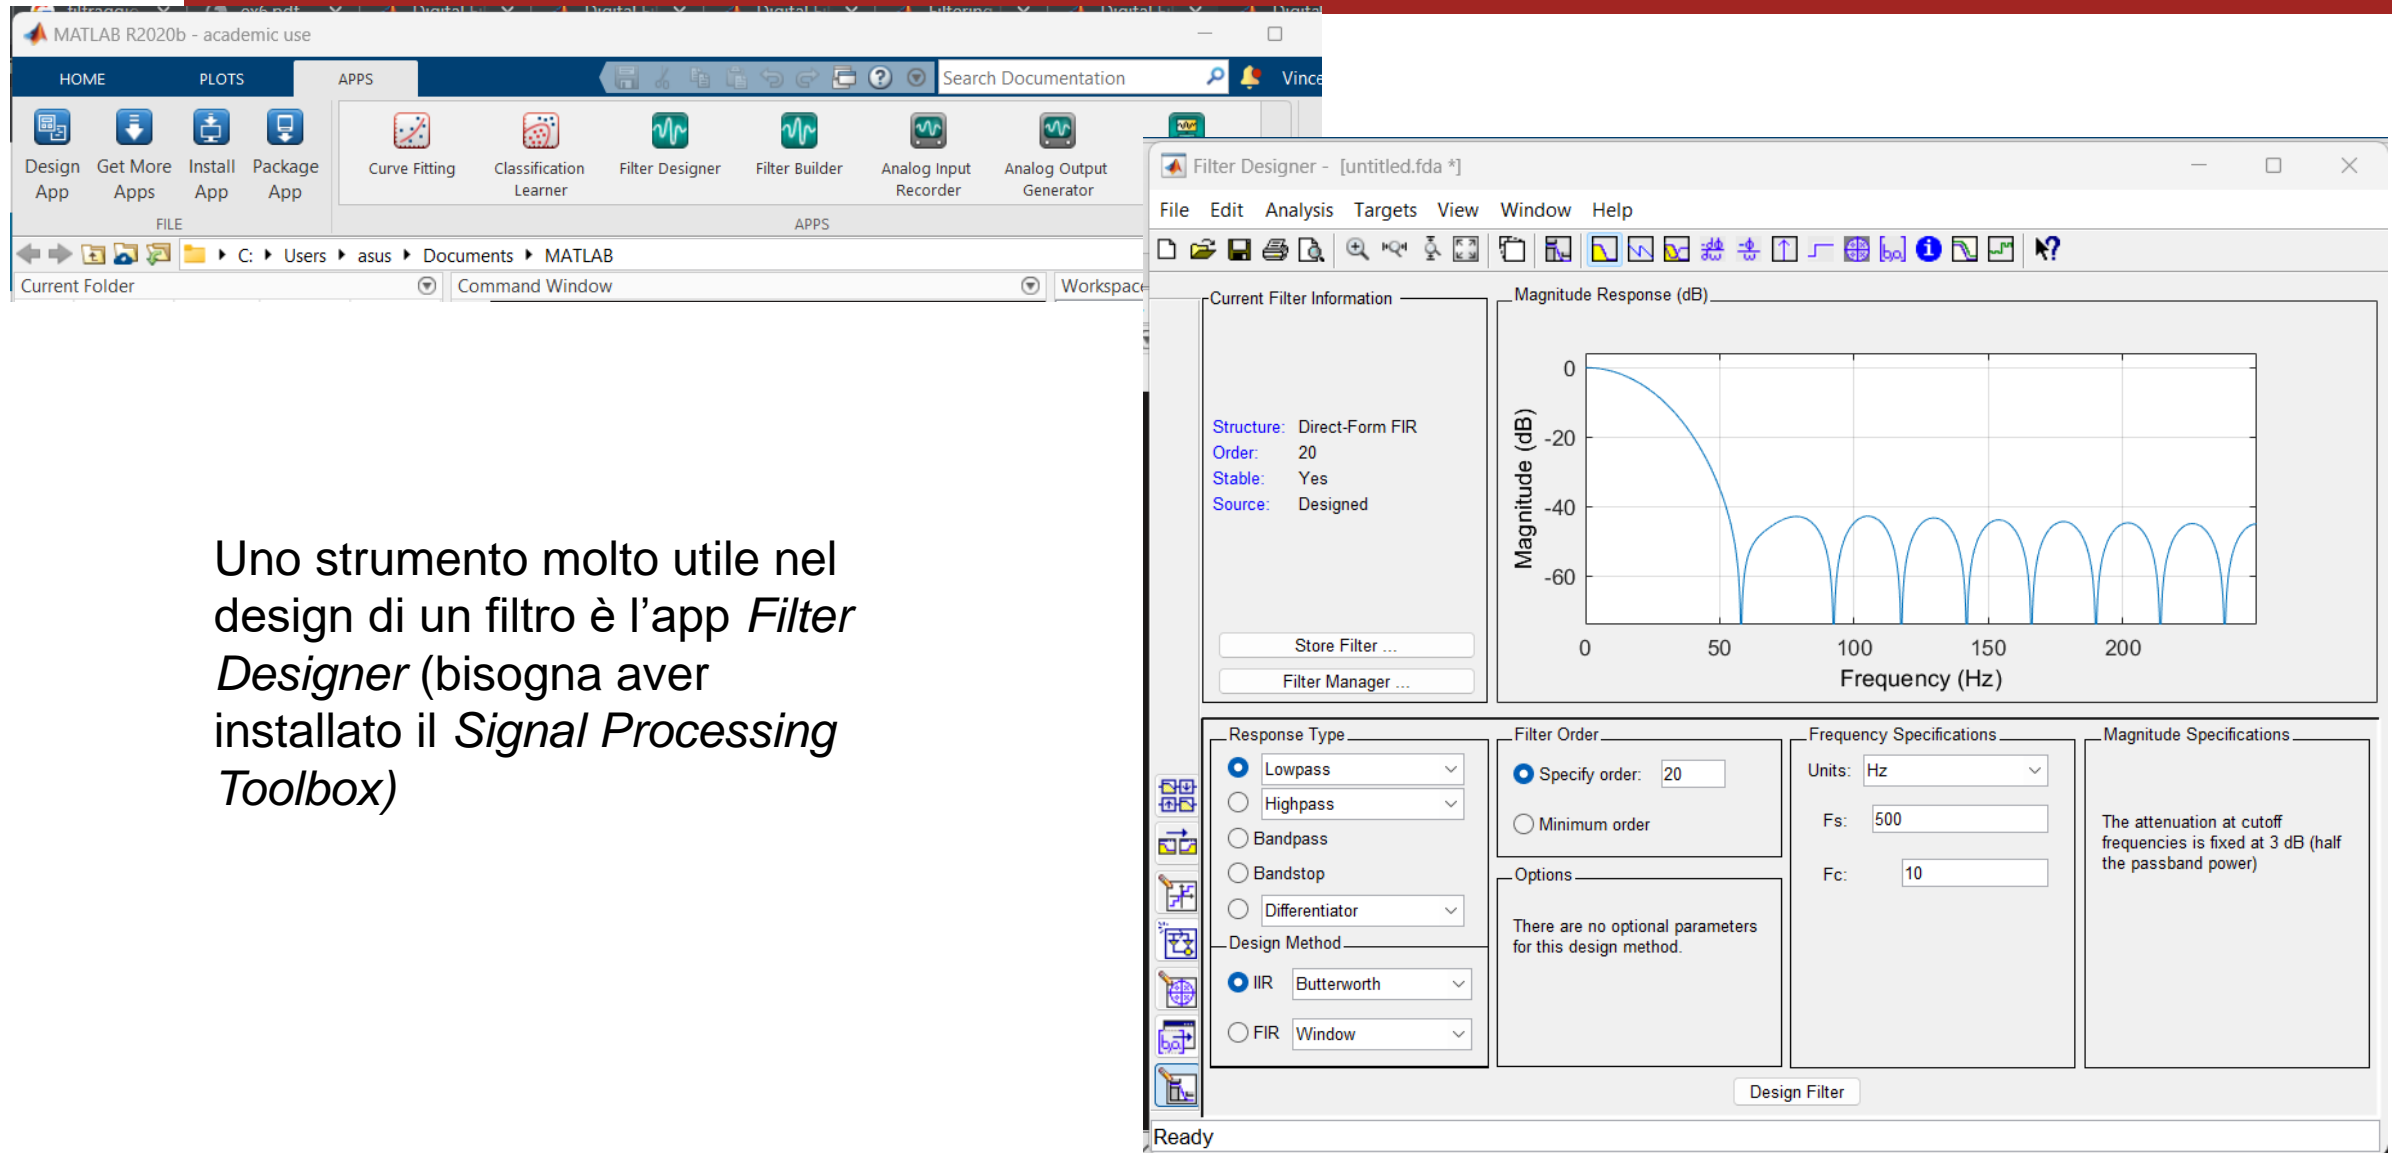 MATLAB R2020b - academic use
HOME PLOTS APPS
Search Documentation
Vince
Design App
Get More Apps
Install App
Package App
Curve Fitting
Classification Learner
Filter Designer
Filter Builder
Analog Input Recorder
Analog Output Generator
FILE
APPS
C: Users asus Documents MATLAB
Current Folder
Command Window
Workspace
Uno strumento molto utile nel
design di un filtro è l’app Filter
Designer (bisogna aver
installato il Signal Processing
Toolbox)
Filter Designer - [untitled.fda *]
File Edit Analysis Targets View Window Help
Current Filter Information
Structure: Direct-Form FIR
Order: 20
Stable: Yes
Source: Designed
Store Filter ...
Filter Manager ...
Magnitude Response (dB)
Magnitude (dB)
0
-20
-40
-60
0 50 100 150 200
Frequency (Hz)
Response Type
Lowpass
Highpass
Bandpass
Bandstop
Differentiator
Design Method
IIR Butterworth
FIR Window
Filter Order
Specify order: 20
Minimum order
Options
There are no optional parameters
for this design method.
Frequency Specifications
Units: Hz
Fs: 500
Fc: 10
Magnitude Specifications
The attenuation at cutoff
frequencies is fixed at 3 dB (half
the passband power)
Design Filter
Ready